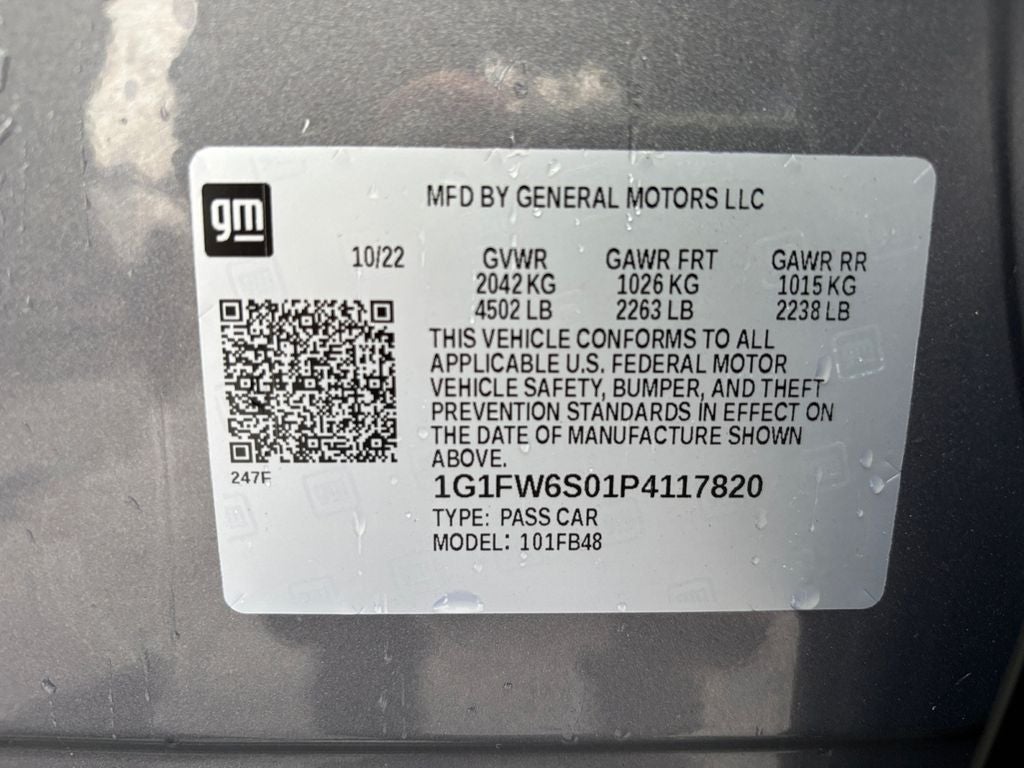 gm
MFD BY GENERAL MOTORS LLC
10/22 GVWR GAWR FRT GAWR RR
2042 KG 1026 KG 1015 KG
4502 LB 2263 LB 2238 LB
THIS VEHICLE CONFORMS TO ALL
APPLICABLE U.S. FEDERAL MOTOR
VEHICLE SAFETY, BUMPER, AND THEFT
PREVENTION STANDARDS IN EFFECT ON
THE DATE OF MANUFACTURE SHOWN
ABOVE.
247F
1G1FW6S01P4117820
TYPE: PASS CAR
MODEL: 101FB48